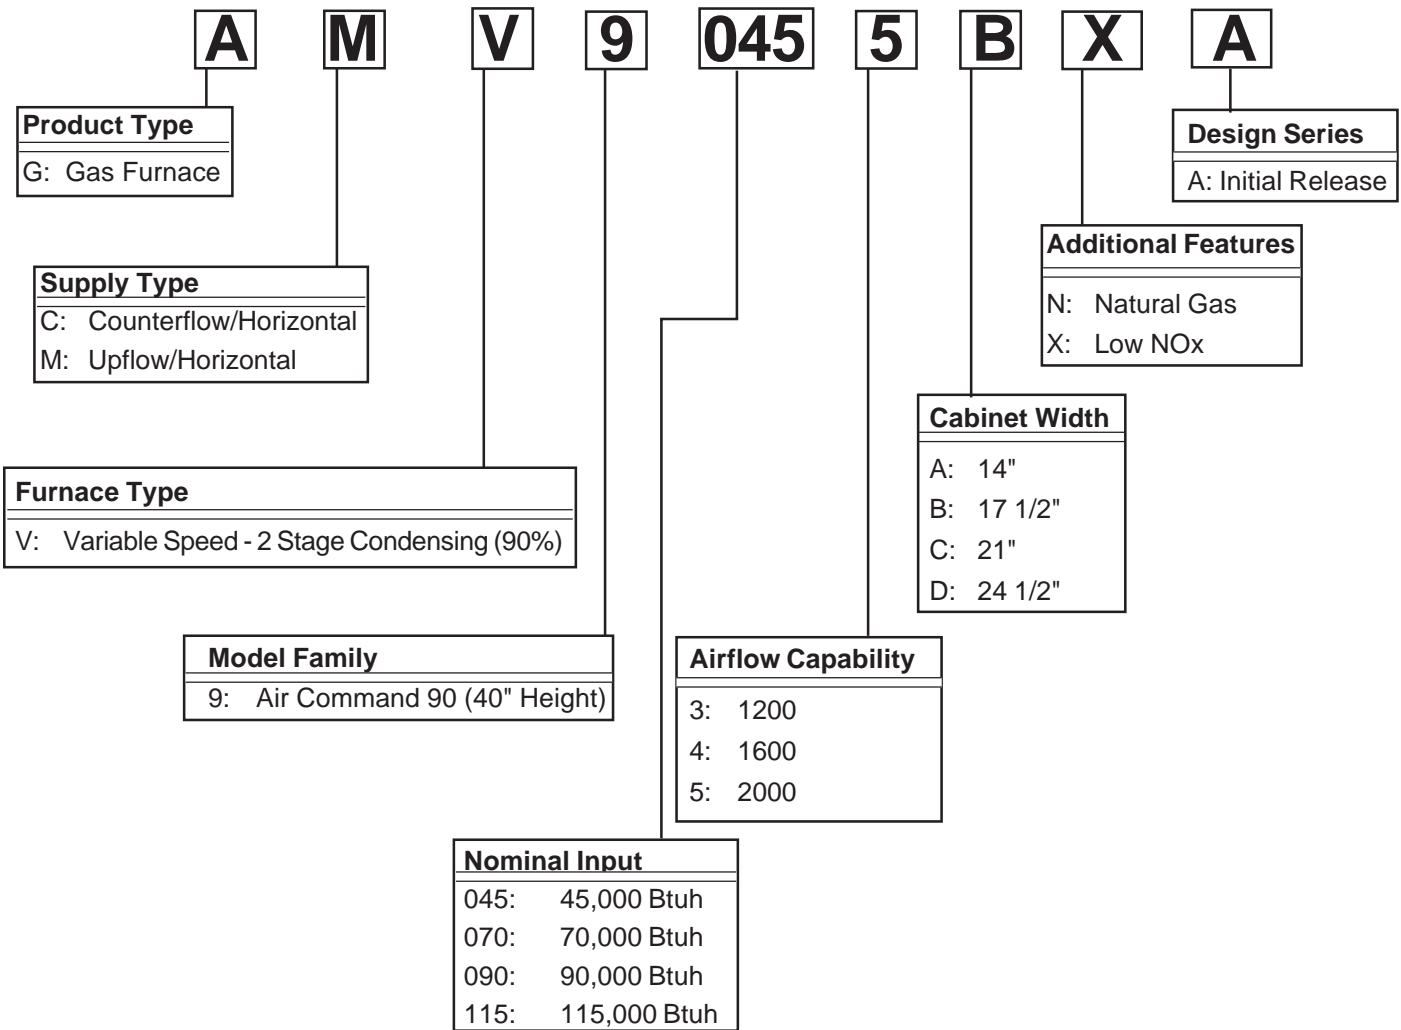 A M V 9 045 5 B X A
Product Type
G: Gas Furnace
Design Series
A: Initial Release
Additional Features
N: Natural Gas
X: Low NOx
Supply Type
C: Counterflow/Horizontal
M: Upflow/Horizontal
Cabinet Width
A: 14"
B: 17 1/2"
C: 21"
D: 24 1/2"
Furnace Type
V: Variable Speed - 2 Stage Condensing (90%)
Model Family
9: Air Command 90 (40" Height)
Airflow Capability
3: 1200
4: 1600
5: 2000
Nominal Input
045: 45,000 Btuh
070: 70,000 Btuh
090: 90,000 Btuh
115: 115,000 Btuh